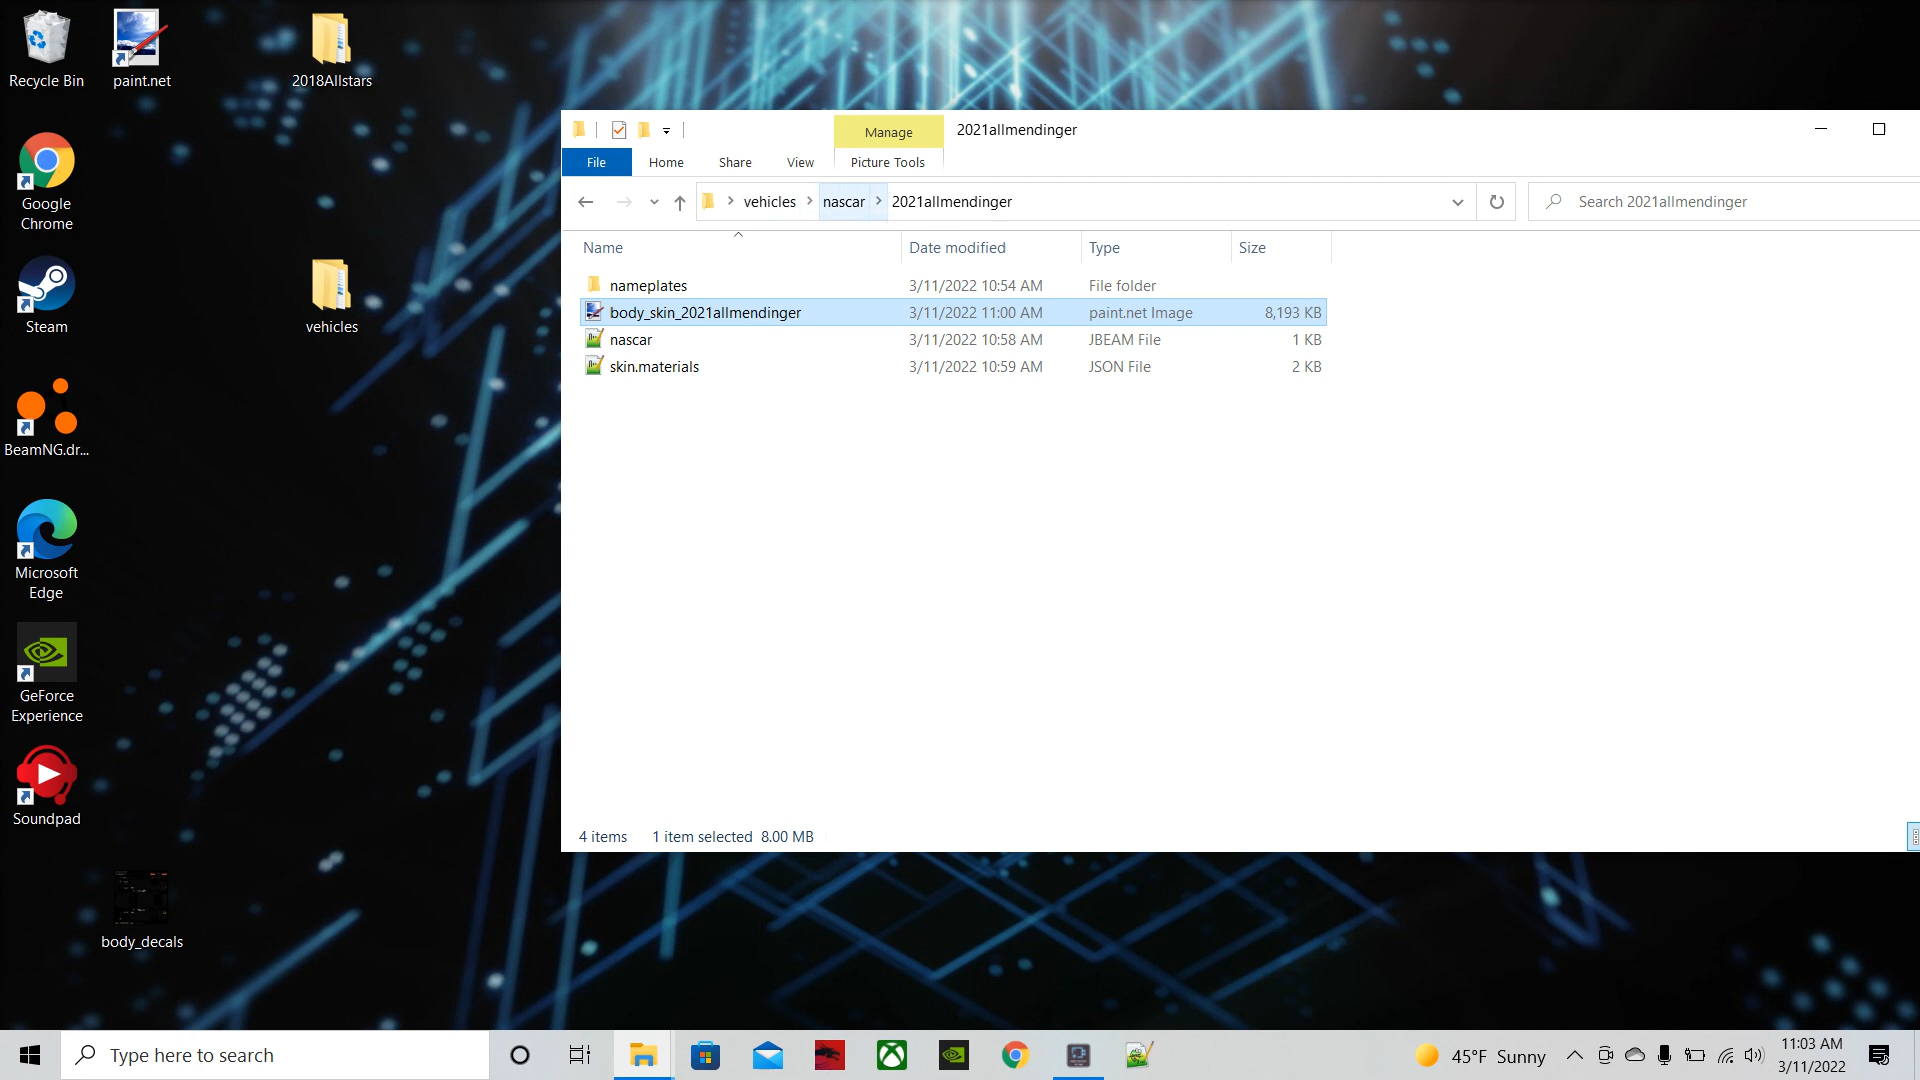 Recycle Bin
paint.net
2018Allstars
Google
Chrome
Steam
vehicles
BeamNG.dr...
Microsoft
Edge
GeForce
Experience
Soundpad
body_decals
Manage
2021allmendinger
File
Home
Share
View
Picture Tools
vehicles
nascar
2021allmendinger
Search 2021allmendinger
Name
Date modified
Type
Size
nameplates 3/11/2022 10:54 AM File folder
body_skin_2021allmendinger 3/11/2022 11:00 AM paint.net Image 8,193 KB
nascar 3/11/2022 10:58 AM JBEAM File 1 KB
skin.materials 3/11/2022 10:59 AM JSON File 2 KB
4 items 1 item selected 8.00 MB
Type here to search
45°F Sunny
11:03 AM
3/11/2022